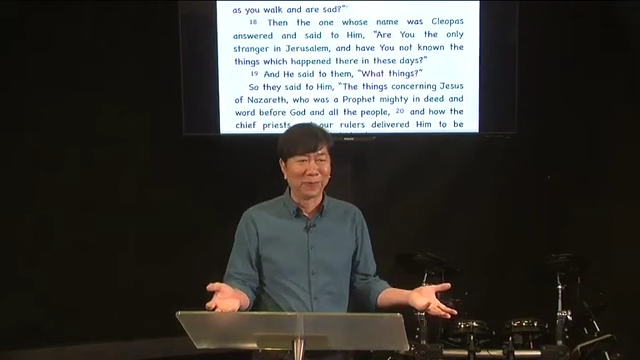 as you walk and are sad?”
18 Then the one whose name was Cleopas
answered and said to Him, “Are You the only
stranger in Jerusalem, and have You not known the
things which happened there in these days?”
19 And He said to them, “What things?”
So they said to Him, “The things concerning Jesus
of Nazareth, who was a Prophet mighty in deed and
word before God and all the people, 20 and how the
chief priests our rulers delivered Him to be